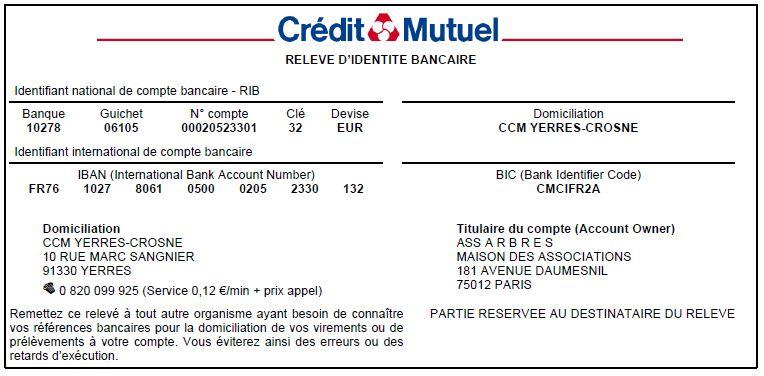 Crédit Mutuel
RELEVE D'IDENTITE BANCAIRE
Identifiant national de compte bancaire - RIB
Banque Guichet N° compte Clé Devise Domiciliation
10278 06105 00020523301 32 EUR CCM YERRES-CROSNE
Identifiant international de compte bancaire
IBAN (International Bank Account Number) BIC (Bank Identifier Code)
FR76 1027 8061 0500 0205 2330 132 CMCIFR2A
Domiciliation
CCM YERRES-CROSNE
10 RUE MARC SANGNIER
91330 YERRES
0 820 099 925 (Service 0,12 €/min + prix appel)
Titulaire du compte (Account Owner)
ASS A R B R E S
MAISON DES ASSOCIATIONS
181 AVENUE DAUMESNIL
75012 PARIS
Remettez ce relevé à tout autre organisme ayant besoin de connaître
vos références bancaires pour la domiciliation de vos virements ou de
prélèvements à votre compte. Vous éviterez ainsi des erreurs ou des
retards d'exécution.
PARTIE RESERVEE AU DESTINATAIRE DU RELEVE